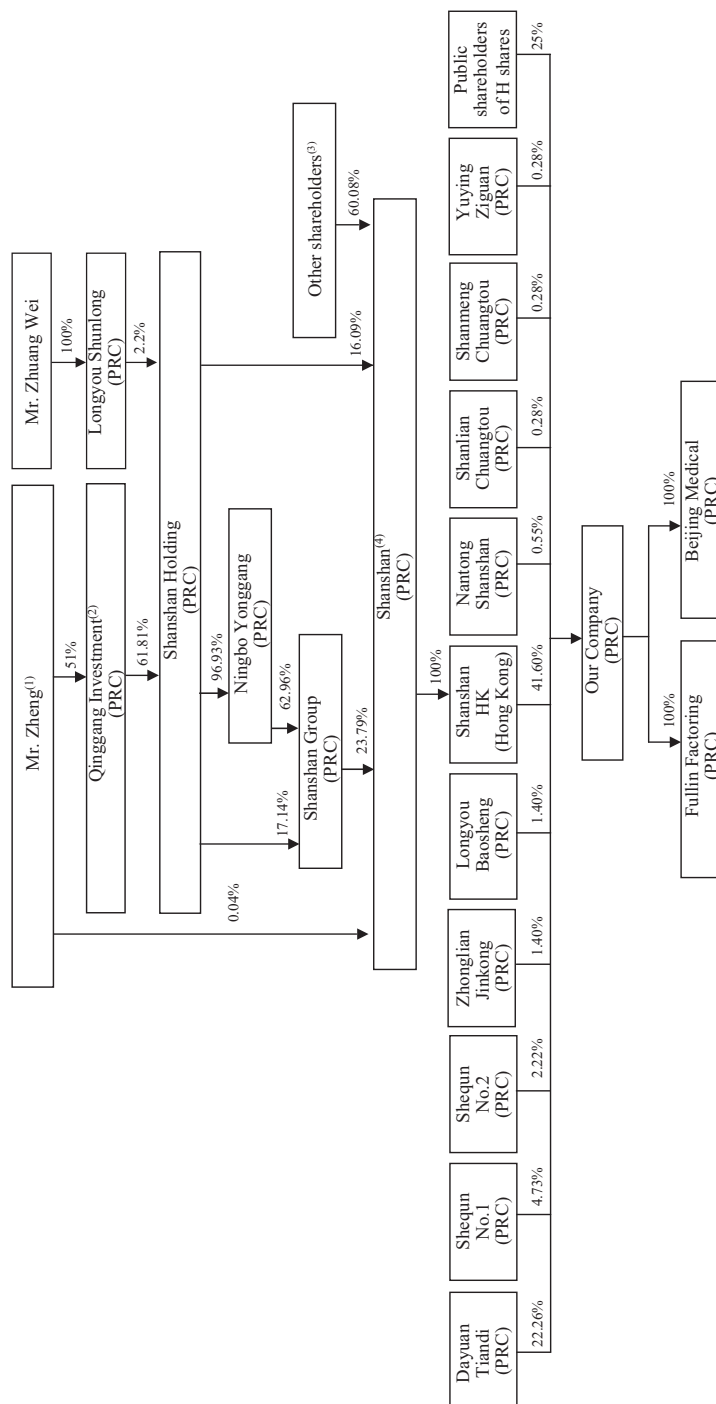 Mr. Zheng(1)
Mr. Zhuang Wei
51%
100%
Qinggang Investment(2)
(PRC)
Longyou Shunlong
(PRC)
61.81%
2.2%
Shanshan Holding
(PRC)
0.04%
17.14%
96.93%
Ningbo Yonggang
(PRC)
62.96%
Shanshan Group
(PRC)
Other shareholders(3)
23.79%
16.09%
60.08%
Shanshan(4)
(PRC)
100%
Dayuan
Tiandi
(PRC)
Shequn
No.1
(PRC)
Shequn
No.2
(PRC)
Zhonglian
Jinkong
(PRC)
Longyou
Baosheng
(PRC)
Shanshan
HK
(Hong Kong)
Nantong
Shanshan
(PRC)
Shanlian
Chuangtou
(PRC)
Shanmeng
Chuangtou
(PRC)
Yuying
Ziguan
(PRC)
Public
shareholders
of H shares
22.26%
4.73%
2.22%
1.40%
1.40%
41.60%
0.55%
0.28%
0.28%
0.28%
25%
Our Company
(PRC)
100%
100%
Fullin Factoring
(PRC)
Beijing Medical
(PRC)